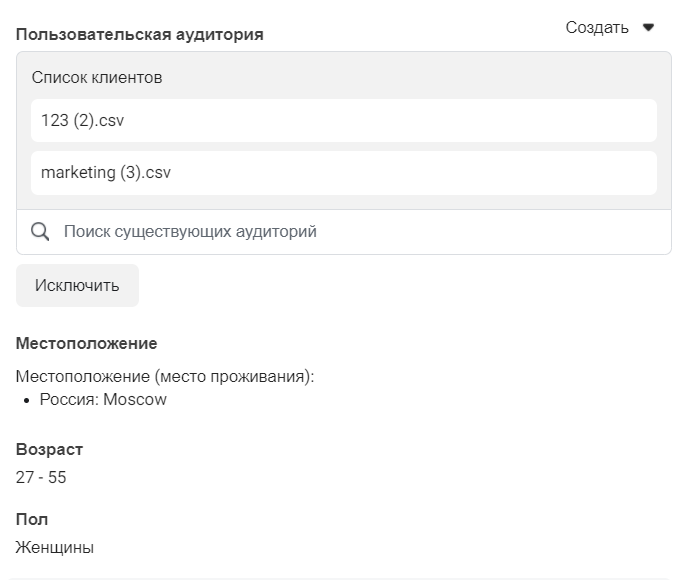 Пользовательская аудитория
Создать
Список клиентов
123 (2).csv
marketing (3).csv
Поиск существующих аудиторий
Исключить
Местоположение
Местоположение (место проживания):
• Россия: Moscow
Возраст
27 - 55
Пол
Женщины